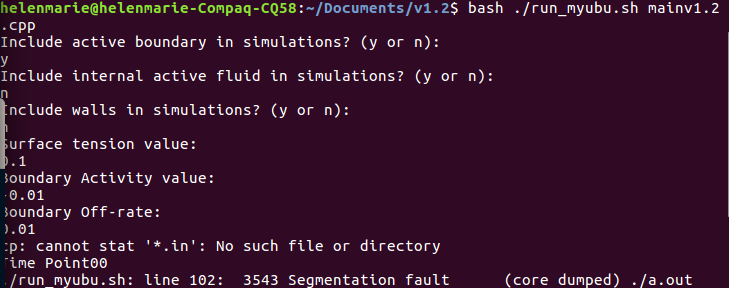 helenmarie@helenmarie-Compaq-CQ58:~/Documents/v1.2$ bash ./run_myubu.sh mainv1.2
.cpp
Include active boundary in simulations? (y or n):
y
Include internal active fluid in simulations? (y or n):
n
Include walls in simulations? (y or n):
n
Surface tension value:
0.1
Boundary Activity value:
-0.01
Boundary Off-rate:
0.01
cp: cannot stat '*.in': No such file or directory
Time Point00
./run_myubu.sh: line 102:  3543 Segmentation fault      (core dumped) ./a.out